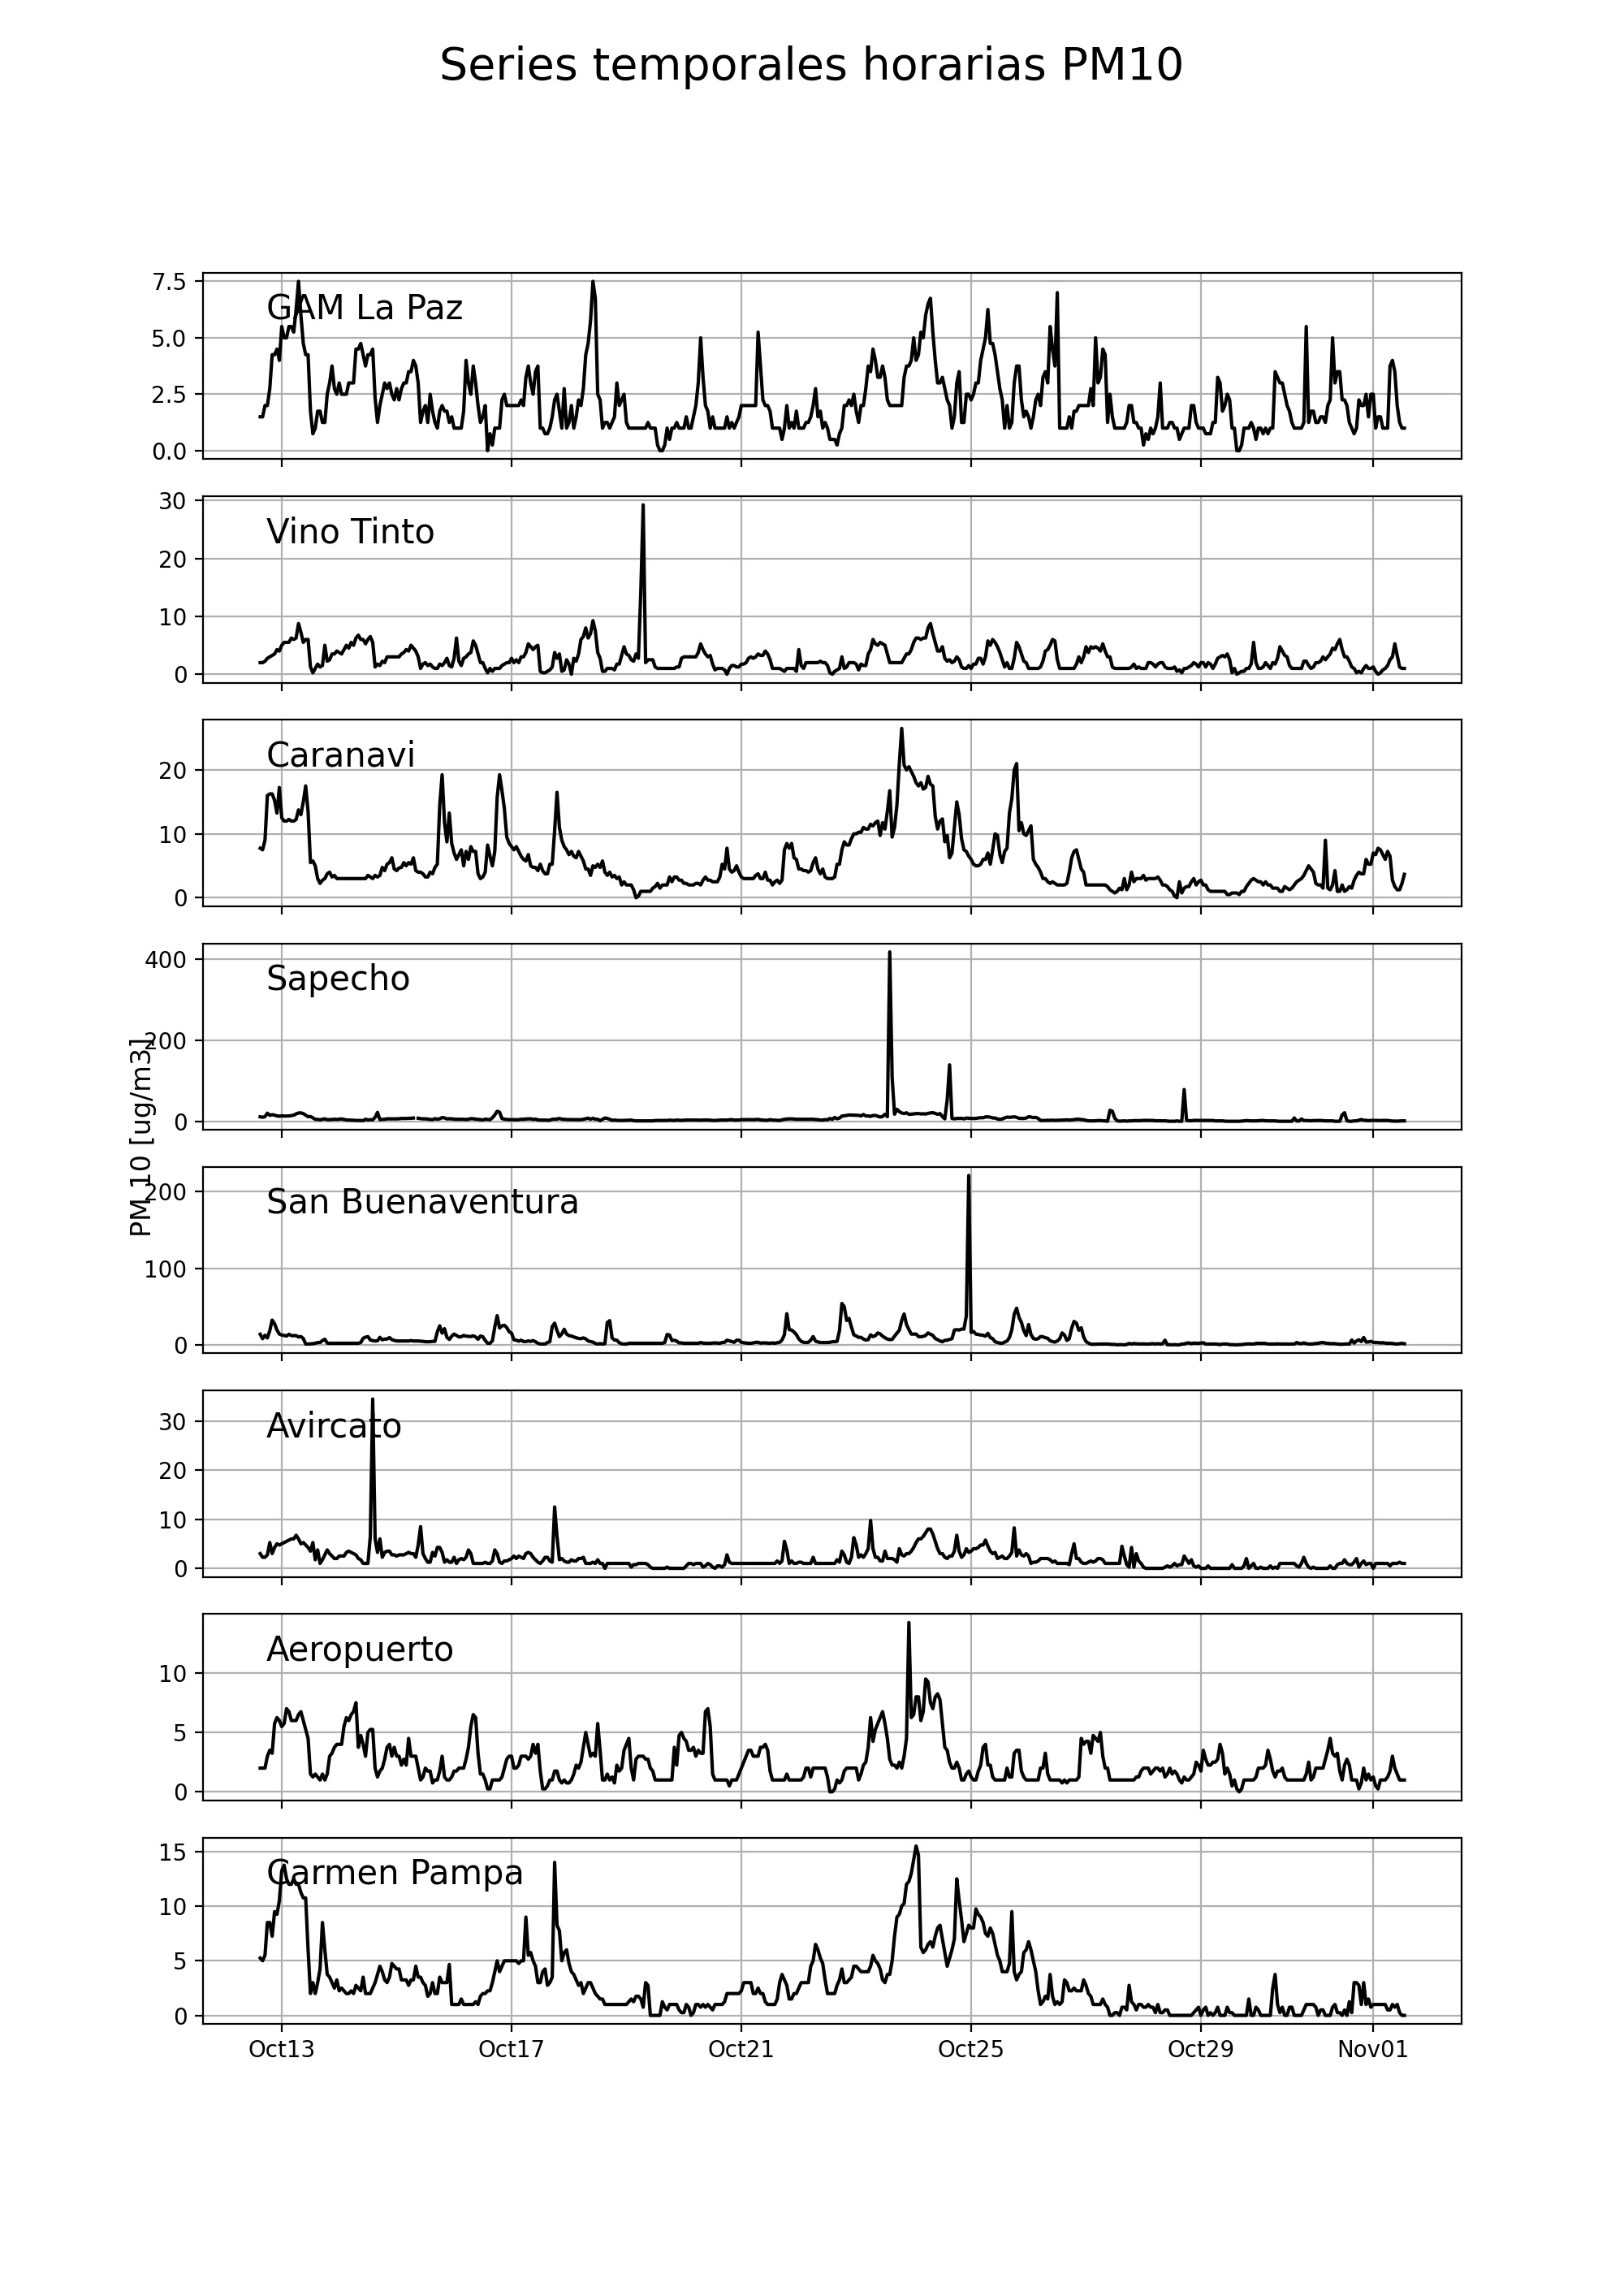 Series temporales horarias PM10
7.5
GAM La Paz
5.0
2.5
0.0
30
Vino Tinto
20
10
0
Caranavi
20
10
0
400
Sapecho
200
0
PM 10 [ug/m3]
200
San Buenaventura
100
0
30
Avircato
20
10
0
Aeropuerto
10
5
0
15
Carmen Pampa
10
5
0
Oct13 Oct17 Oct21 Oct25 Oct29 Nov01